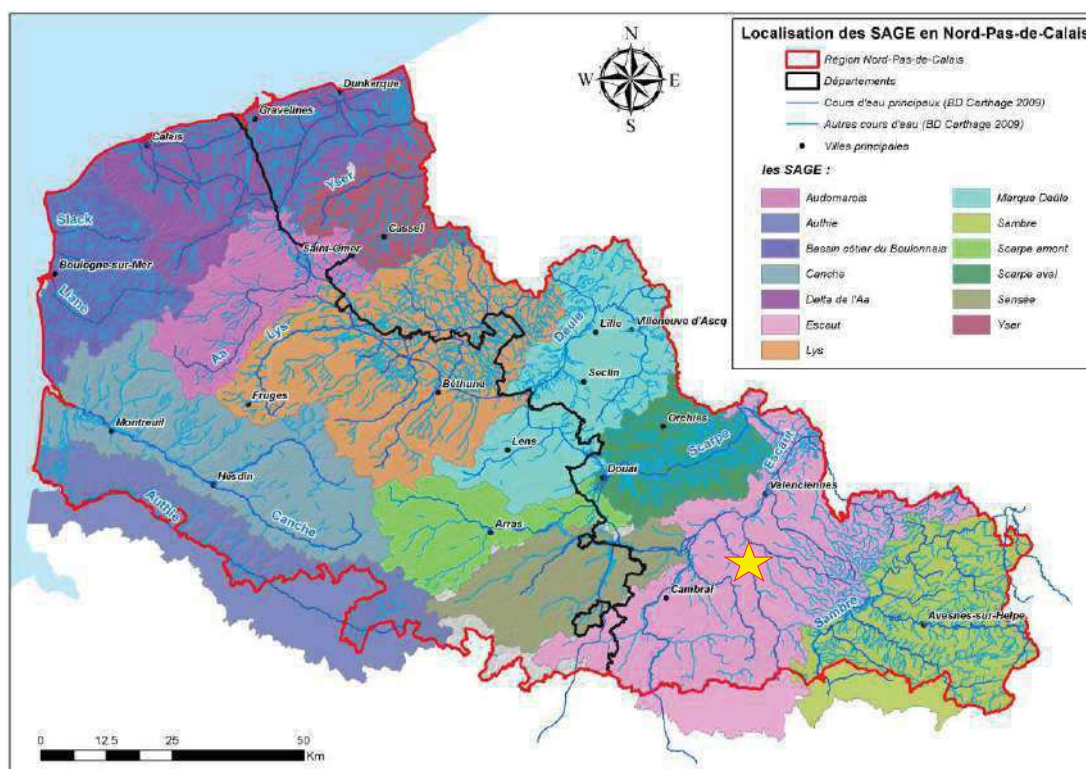 Localisation des SAGE en Nord-Pas-de-Calais
Région Nord-Pas-de-Calais
Départements
Cours d'eau principaux (BD Carthage 2009)
Autres cours d'eau (BD Carthage 2009)
Villes principales
les SAGE :
Audomarois
Authie
Bassin côtier du Boulonnais
Canche
Delta de l'Aa
Escaut
Lys
Marque Deûle
Sambre
Scarpe amont
Scarpe aval
Sensée
Yser
N
W E
S
Dunkerque
Gravelines
Calais
Yser
Slack
Cassel
Saint-Omer
Boulogne-sur-Mer
Liane
Lys
Aa
Deûle
Lille
Villeneuve d'Ascq
Seclin
Béthune
Fruges
Montreuil
Orchies
Lens
Scarpe
Escaut
Hesdin
Douai
Valenciennes
Authie
Canche
Arras
Cambrai
Sambre
Avesnes-sur-Helpe
0 12.5 25 50
Km